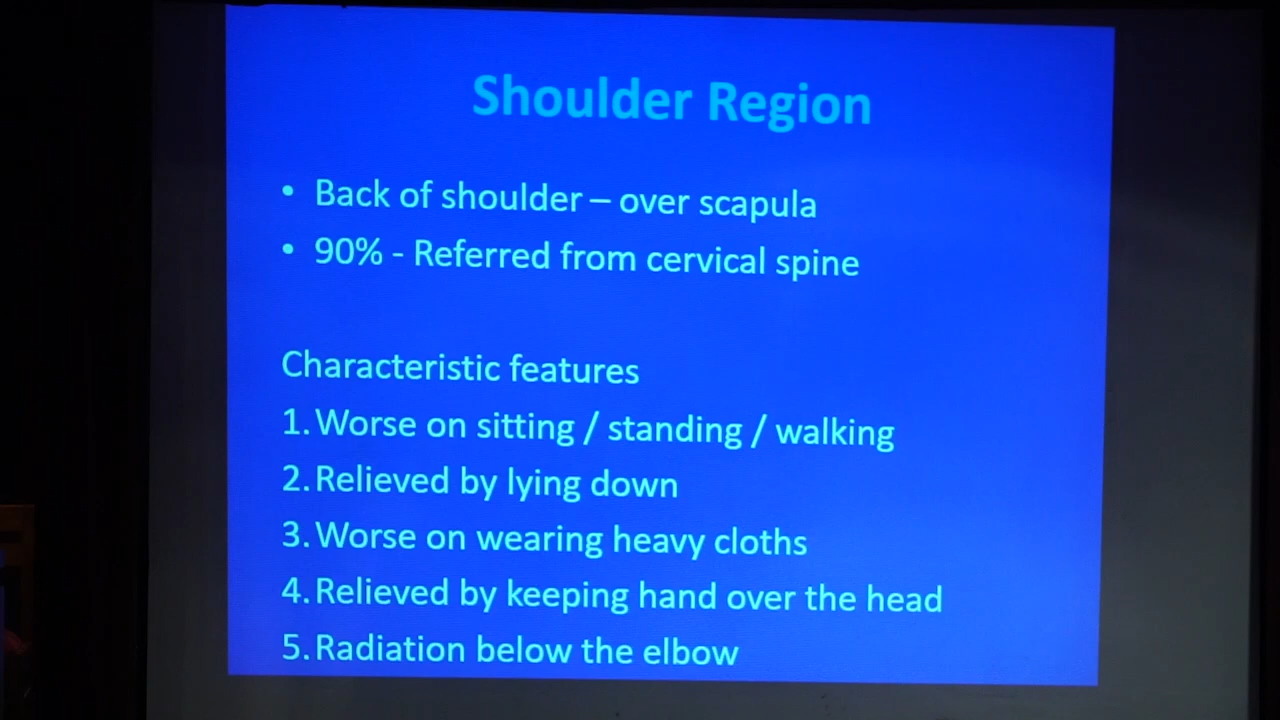 Shoulder Region
• Back of shoulder – over scapula
• 90% - Referred from cervical spine
Characteristic features
1. Worse on sitting / standing / walking
2. Relieved by lying down
3. Worse on wearing heavy cloths
4. Relieved by keeping hand over the head
5. Radiation below the elbow